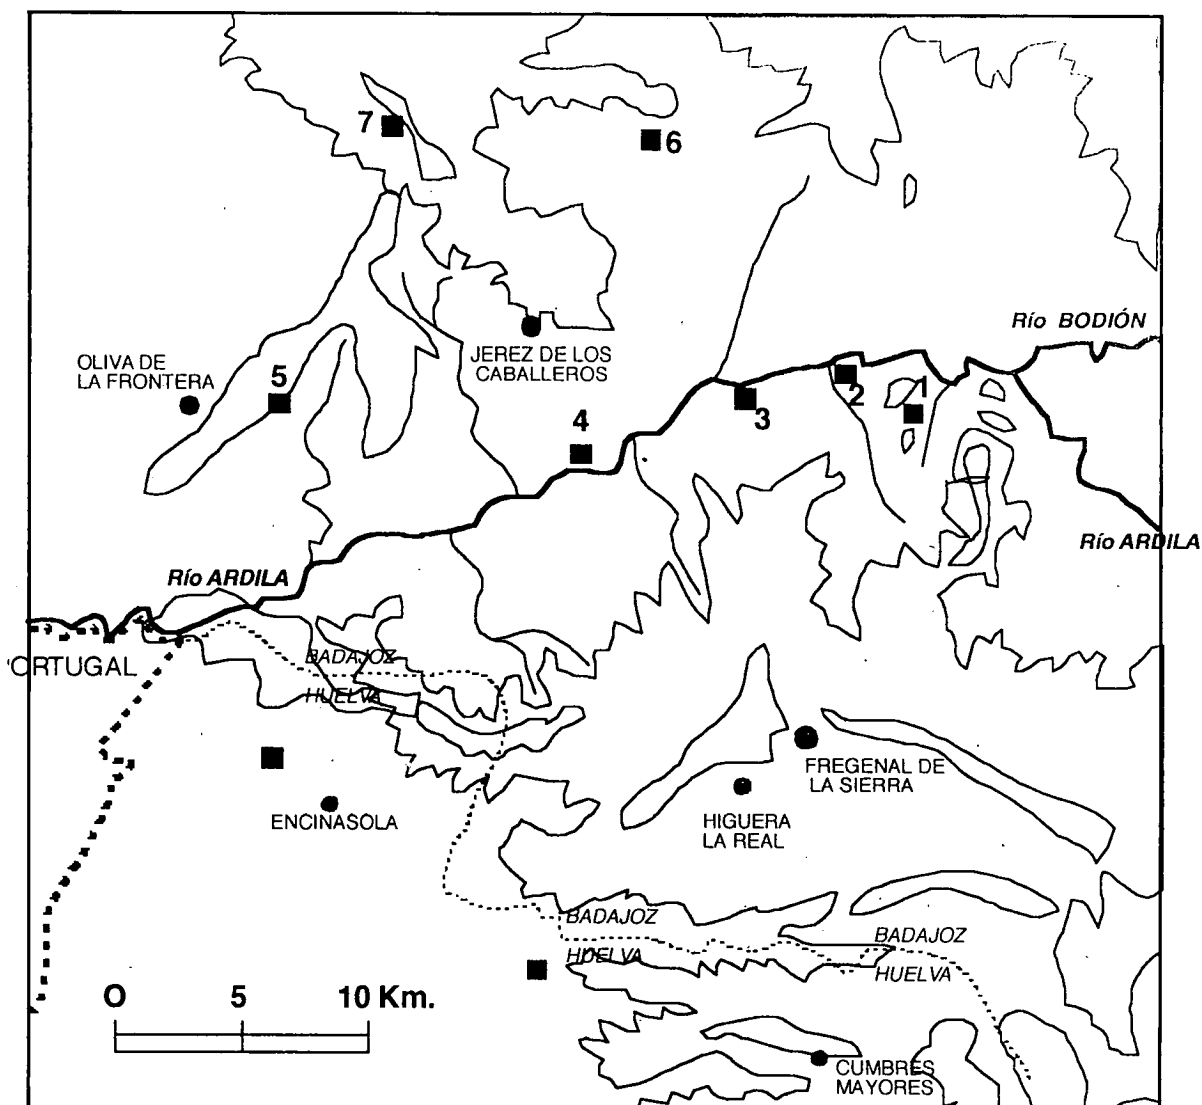 7
6
Río BODIÓN
OLIVA DE
LA FRONTERA
JEREZ DE LOS
CABALLEROS
5
2
1
3
4
Río ARDILA
Río ARDILA
ORTUGAL
BADAJOZ
HUELVA
FREGENAL DE
LA SIERRA
ENCINASOLA
HIGUERA
LA REAL
BADAJOZ
HUELVA
BADAJOZ
HUELVA
O 5 10 Km.
CUMBRES
MAYORES